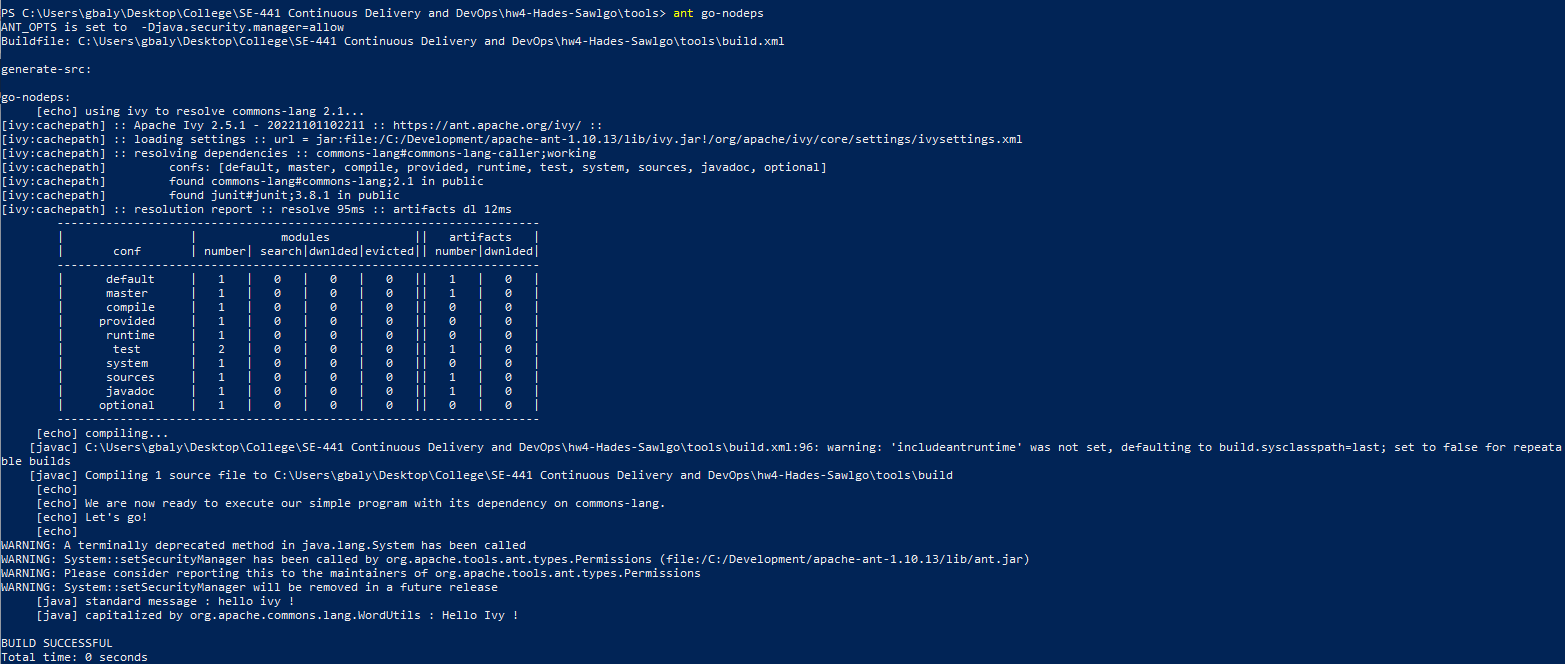 PS C:\Users\gbaly\Desktop\College\SE-441 Continuous Delivery and DevOps\hw4-Hades-Sawlgo\tools> ant go-nodeps
ANT_OPTS is set to  -Djava.security.manager=allow
Buildfile: C:\Users\gbaly\Desktop\College\SE-441 Continuous Delivery and DevOps\hw4-Hades-Sawlgo\tools\build.xml

generate-src:

go-nodeps:
     [echo] using ivy to resolve commons-lang 2.1...
[ivy:cachepath] :: Apache Ivy 2.5.1 - 20221101102211 :: https://ant.apache.org/ivy/ ::
[ivy:cachepath] :: loading settings :: url = jar:file:/C:/Development/apache-ant-1.10.13/lib/ivy.jar!/org/apache/ivy/core/settings/ivysettings.xml
[ivy:cachepath] :: resolving dependencies :: commons-lang#commons-lang-caller;working
[ivy:cachepath]         confs: [default, master, compile, provided, runtime, test, system, sources, javadoc, optional]
[ivy:cachepath]         found commons-lang#commons-lang;2.1 in public
[ivy:cachepath]         found junit#junit;3.8.1 in public
[ivy:cachepath] :: resolution report :: resolve 95ms :: artifacts dl 12ms
        ---------------------------------------------------------------------
        |                  |            modules            ||   artifacts   |
        |       conf       | number| search|dwnlded|evicted|| number|dwnlded|
        ---------------------------------------------------------------------
        |      default     |   1   |   0   |   0   |   0   ||   1   |   0   |
        |      master      |   1   |   0   |   0   |   0   ||   1   |   0   |
        |      compile     |   1   |   0   |   0   |   0   ||   0   |   0   |
        |     provided     |   1   |   0   |   0   |   0   ||   0   |   0   |
        |      runtime     |   1   |   0   |   0   |   0   ||   0   |   0   |
        |       test       |   2   |   0   |   0   |   0   ||   1   |   0   |
        |      system      |   1   |   0   |   0   |   0   ||   0   |   0   |
        |      sources     |   1   |   0   |   0   |   0   ||   1   |   0   |
        |      javadoc     |   1   |   0   |   0   |   0   ||   1   |   0   |
        |     optional     |   1   |   0   |   0   |   0   ||   0   |   0   |
        ---------------------------------------------------------------------
     [echo] compiling...
    [javac] C:\Users\gbaly\Desktop\College\SE-441 Continuous Delivery and DevOps\hw4-Hades-Sawlgo\tools\build.xml:96: warning: 'includeantruntime' was not set, defaulting to build.sysclasspath=last; set to false for repeata
ble builds
    [javac] Compiling 1 source file to C:\Users\gbaly\Desktop\College\SE-441 Continuous Delivery and DevOps\hw4-Hades-Sawlgo\tools\build
     [echo]
     [echo] We are now ready to execute our simple program with its dependency on commons-lang.
     [echo] Let's go!
     [echo]
WARNING: A terminally deprecated method in java.lang.System has been called
WARNING: System::setSecurityManager has been called by org.apache.tools.ant.types.Permissions (file:/C:/Development/apache-ant-1.10.13/lib/ant.jar)
WARNING: Please consider reporting this to the maintainers of org.apache.tools.ant.types.Permissions
WARNING: System::setSecurityManager will be removed in a future release
     [java] standard message : hello ivy !
     [java] capitalized by org.apache.commons.lang.WordUtils : Hello Ivy !

BUILD SUCCESSFUL
Total time: 0 seconds